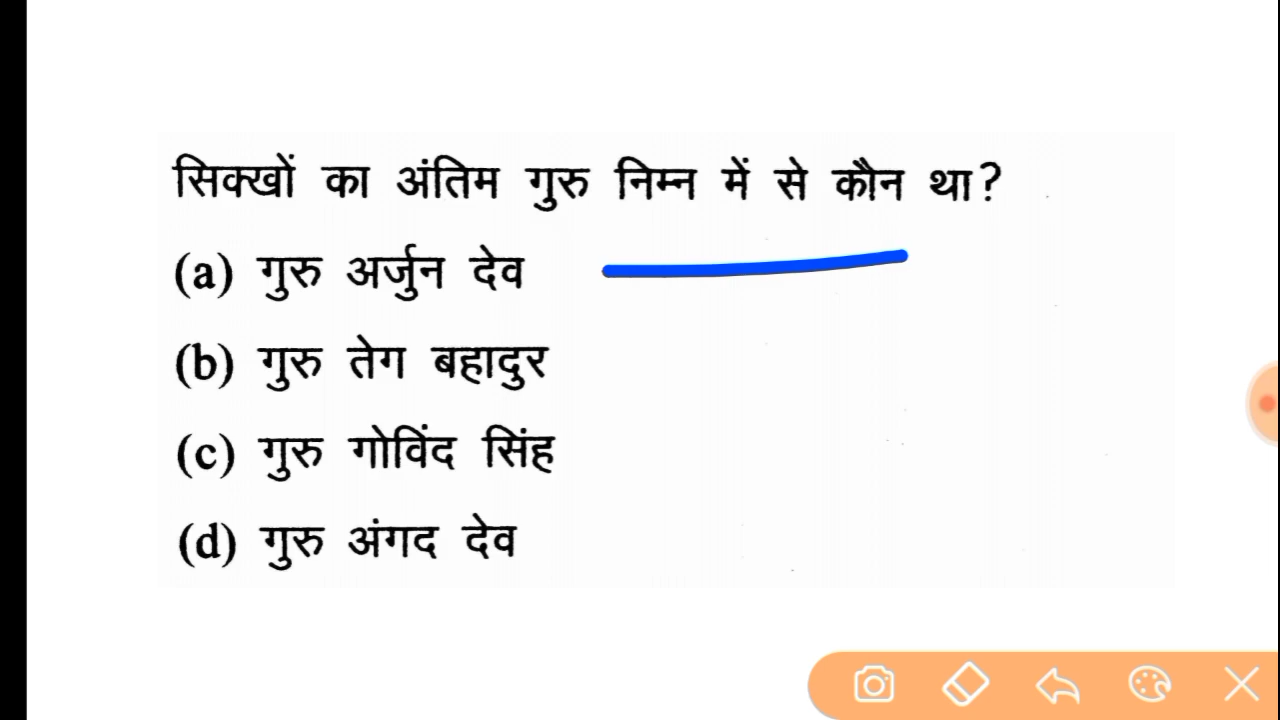 सिक्खों का अंतिम गुरु निम्न में से कौन था?
(a) गुरु अर्जुन देव
(b) गुरु तेग बहादुर
(c) गुरु गोविंद सिंह
(d) गुरु अंगद देव